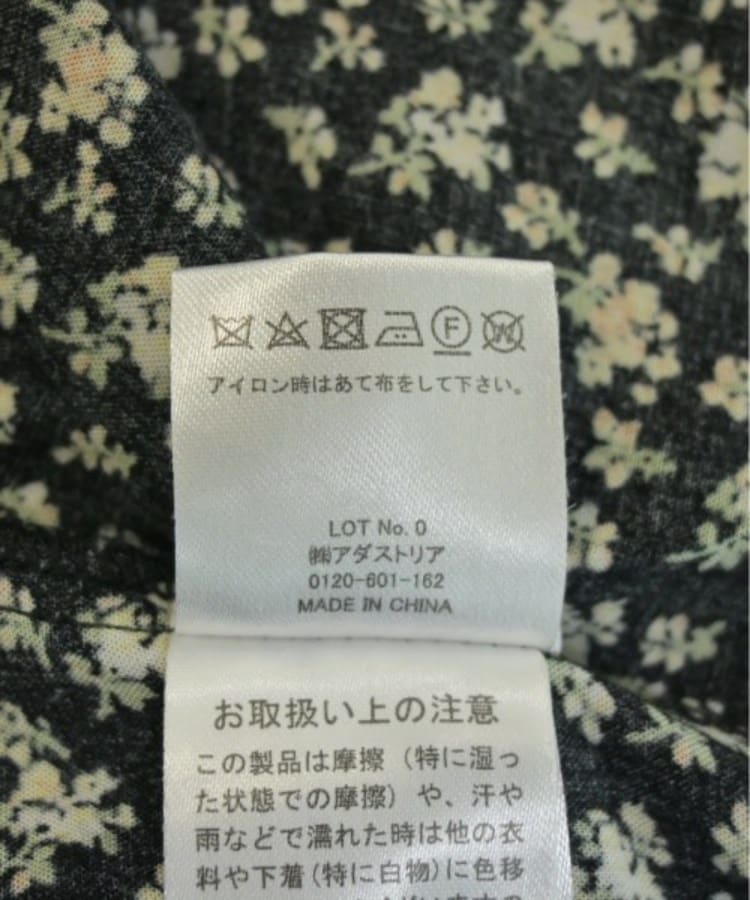 F W
アイロン時はあて布をして下さい。
LOT No. 0
㈱アダストリア
0120-601-162
MADE IN CHINA
お取扱い上の注意
この製品は摩擦（特に湿っ
た状態での摩擦）や、汗や
雨などで濡れた時は他の衣
料や下着(特に白物)に色移